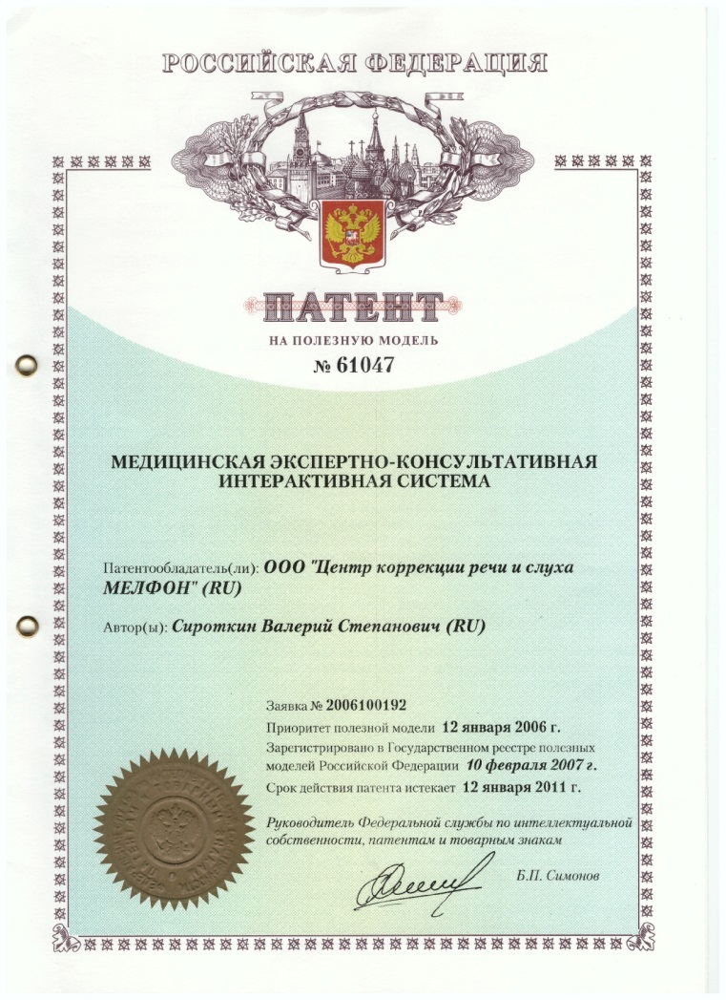 РОССИЙСКАЯ ФЕДЕРАЦИЯ
ПАТЕНТ
НА ПОЛЕЗНУЮ МОДЕЛЬ
№ 61047
МЕДИЦИНСКАЯ ЭКСПЕРТНО-КОНСУЛЬТАТИВНАЯ
ИНТЕРАКТИВНАЯ СИСТЕМА
Патентообладатель(ли): ООО "Центр коррекции речи и слуха
МЕЛФОН" (RU)
Автор(ы): Сироткин Валерий Степанович (RU)
Заявка № 2006100192
Приоритет полезной модели 12 января 2006 г.
Зарегистрировано в Государственном реестре полезных
моделей Российской Федерации 10 февраля 2007 г.
Срок действия патента истекает 12 января 2011 г.
Руководитель Федеральной службы по интеллектуальной
собственности, патентам и товарным знакам
Б.П. Симонов